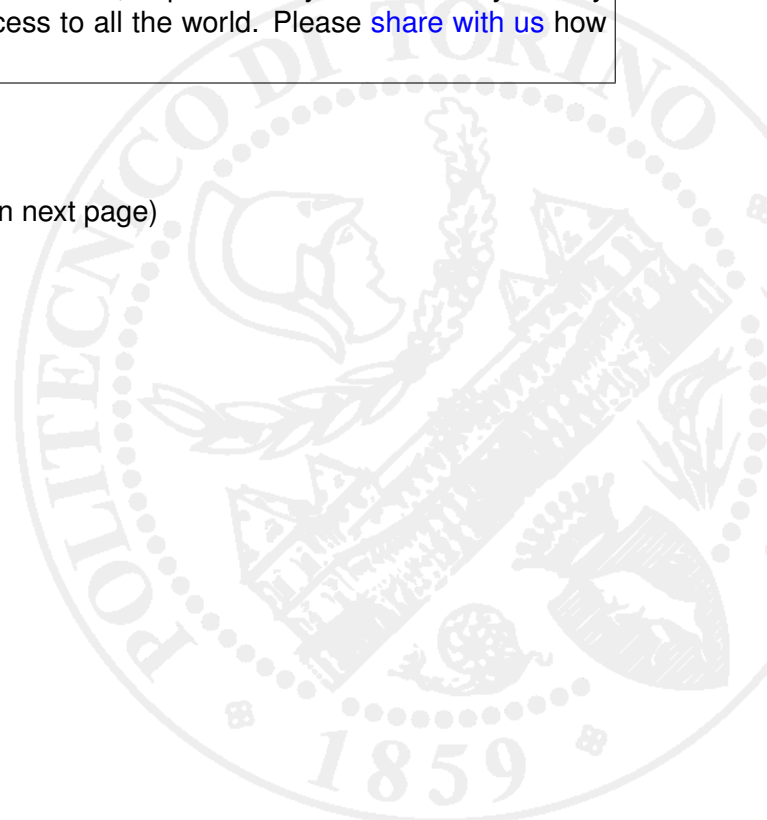 cess to all the world. Please share with us how
n next page)
POLITECNICO DI TORINO
1859